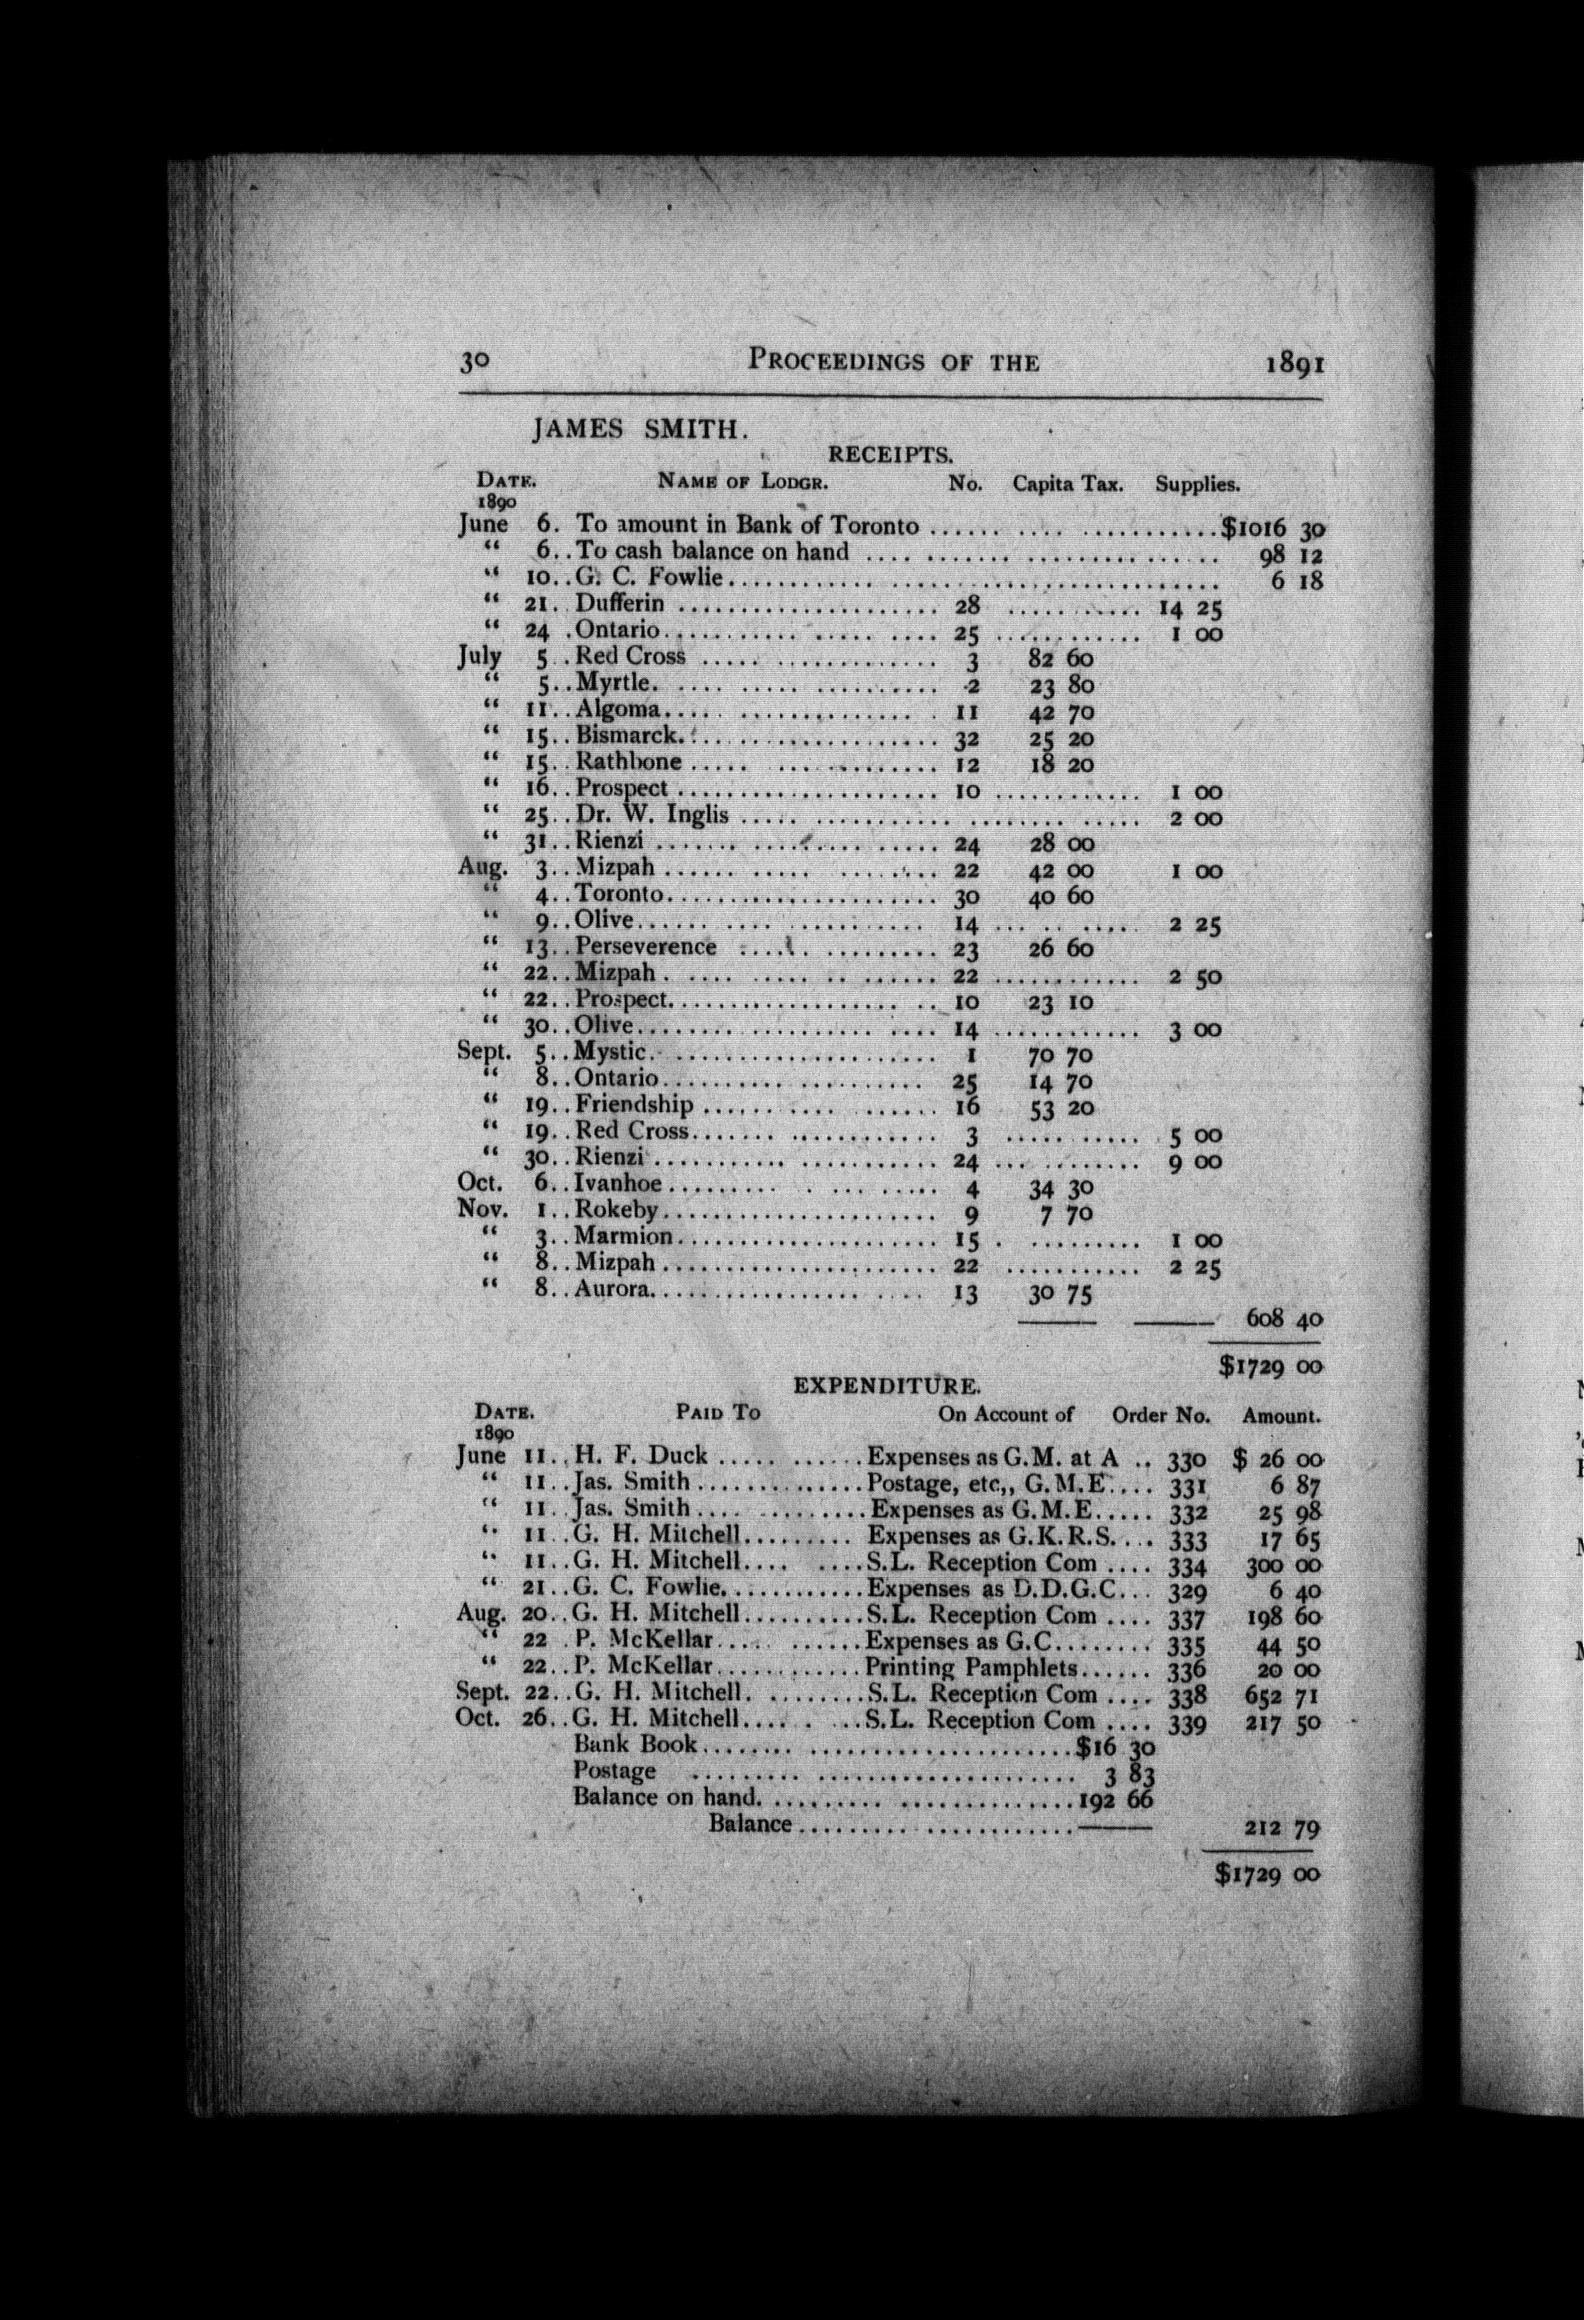 30 PROCEEDINGS OF THE 1891
JAMES SMITH.
RECEIPTS.
DATE. NAME OF LODGE. No. Capita Tax. Supplies.
1890
June 6. To amount in Bank of Toronto .................... $1016 30
" 6..To cash balance on hand .................... 98 12
" 10..G. C. Fowlie.................... 6 18
" 21..Dufferin .................... 28 .......... 14 25
" 24 .Ontario.................... 25 .......... 1 00
July 5..Red Cross .................... 3 82 60
" 5..Myrtle.................... 2 23 80
" 11..Algoma.................... 11 42 70
" 15..Bismarck.................... 32 25 20
" 15..Rathbone .................... 12 18 20
" 16..Prospect .................... 10 .......... 1 00
" 25..Dr. W. Inglis .................... 2 00
" 31..Rienzi .................... 24 28 00
Aug. 3..Mizpah .................... 22 42 00 1 00
" 4..Toronto.................... 30 40 60
" 9..Olive.................... 14 .......... 2 25
" 13..Perseverence .................... 23 26 60
" 22..Mizpah .................... 22 .......... 2 50
" 22..Prospect.................... 10 23 10
" 30..Olive.................... 14 .......... 3 00
Sept. 5..Mystic.................... 1 70 70
" 8..Ontario.................... 25 14 70
" 19..Friendship .................... 16 53 20
" 19..Red Cross.................... 3 .......... 5 00
" 30..Rienzi .................... 24 .......... 9 00
Oct. 6..Ivanhoe .................... 4 34 30
Nov. 1..Rokeby.................... 9 7 70
" 3..Marmion.................... 15 .......... 1 00
" 8..Mizpah .................... 22 .......... 2 25
" 8..Aurora.................... 13 30 75
608 40
$1729 00
EXPENDITURE.
DATE. PAID TO On Account of Order No. Amount.
1890
June 11..H. F. Duck ..........Expenses as G.M. at A .. 330 $ 26 00
" 11..Jas. Smith ..........Postage, etc,, G.M.E.... 331 6 87
" 11..Jas. Smith ..........Expenses as G.M.E..... 332 25 98
" 11..G. H. Mitchell.......... Expenses as G.K.R.S.... 333 17 65
" 11..G. H. Mitchell..........S.L. Reception Com .... 334 300 00
" 21..G. C. Fowlie..........Expenses as D.D.G.C... 329 6 40
Aug. 20..G. H. Mitchell..........S.L. Reception Com .... 337 198 60
" 22 .P. McKellar..........Expenses as G.C........ 335 44 50
" 22..P. McKellar..........Printing Pamphlets...... 336 20 00
Sept. 22..G. H. Mitchell..........S.L. Reception Com .... 338 652 71
Oct. 26..G. H. Mitchell..........S.L. Reception Com .... 339 217 50
Bank Book....................$16 30
Postage .................... 3 83
Balance on hand....................192 66
Balance.................... 212 79
$1729 00